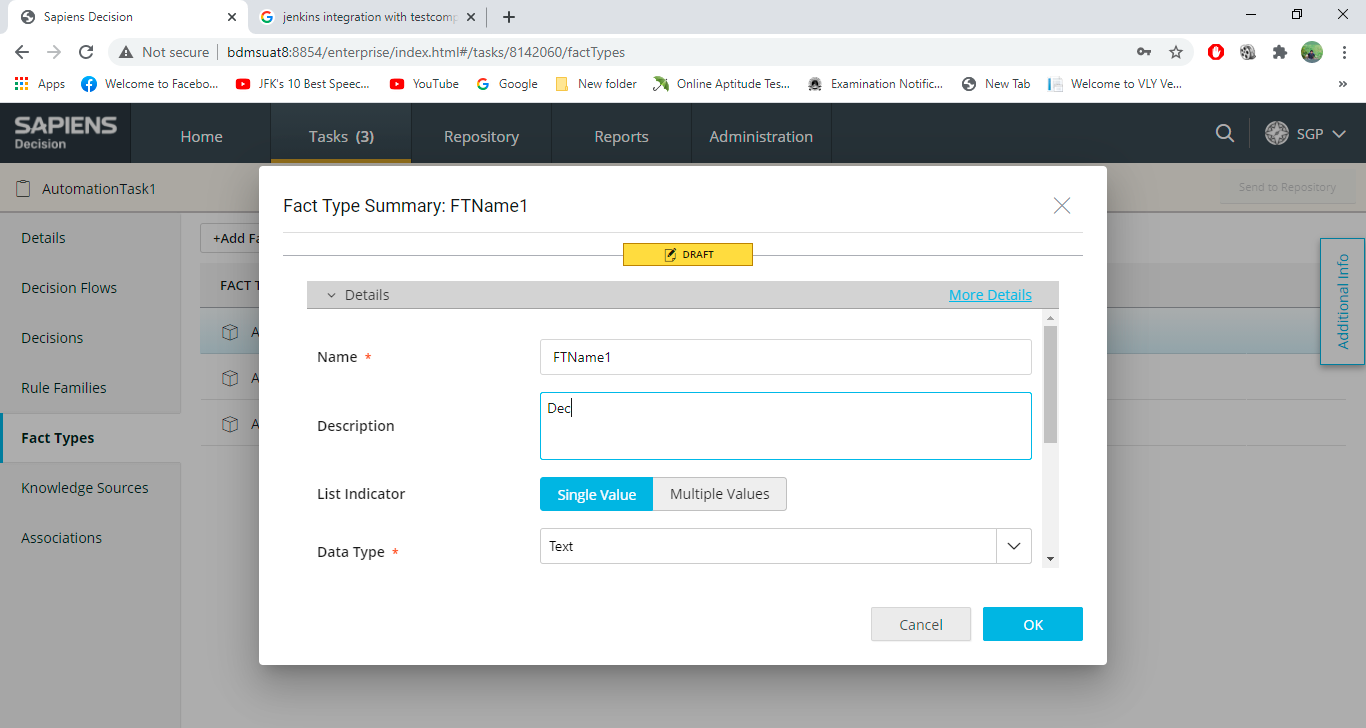 Sapiens Decision
jenkins integration with testcomp
Not secure
bdmsuat8:8854/enterprise/index.html#/tasks/8142060/factTypes
Apps
Welcome to Facebo...
JFK's 10 Best Speec...
YouTube
Google
New folder
Online Aptitude Tes...
Examination Notific...
New Tab
Welcome to VLY Ve...
»
SAPIENS
Decision
Home
Tasks (3)
Repository
Reports
Administration
SGP
AutomationTask1
Send to Repository
Details
Decision Flows
Decisions
Rule Families
Fact Types
Knowledge Sources
Associations
+Add Fa
FACT T
A
A
A
Additional Info
Fact Type Summary: FTName1
DRAFT
Details
More Details
Name *
FTName1
Description
Dec
List Indicator
Single Value
Multiple Values
Data Type *
Text
Cancel
OK